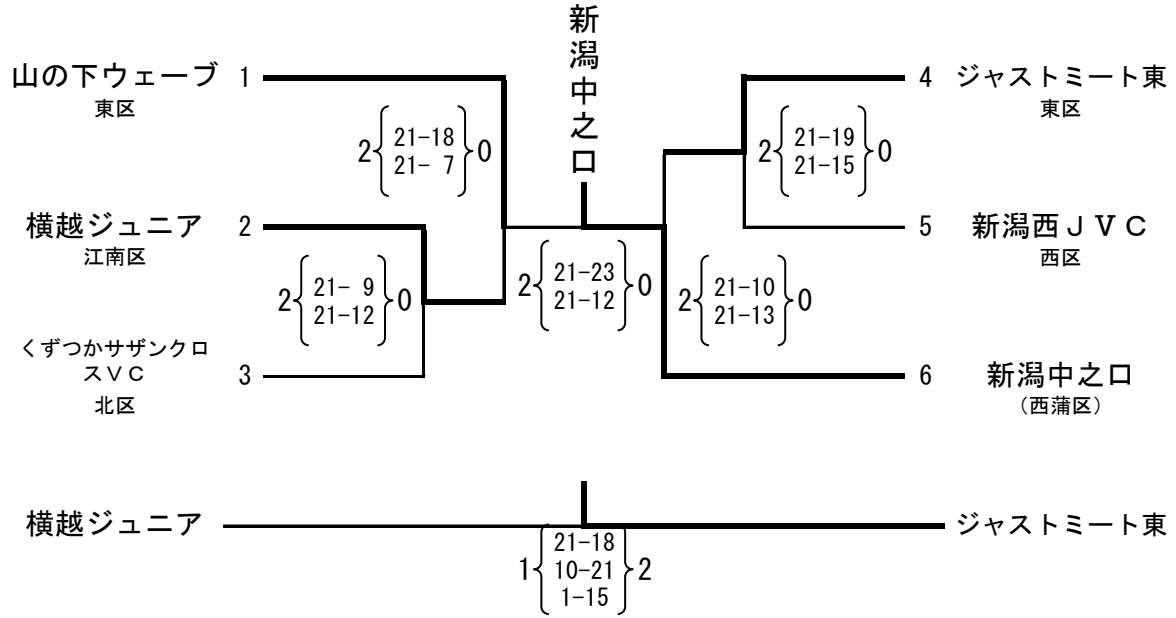 新潟中之口
山の下ウェーブ 1
東区
4 ジャストミート東
東区
2 21-18 0
21- 7
2 21-19 0
21-15
横越ジュニア 2
江南区
5 新潟西ＪＶＣ
西区
2 21- 9 0
21-12
2 21-23 0
21-12
2 21-10 0
21-13
くずつかサザンクロ
スＶＣ 3
北区
6 新潟中之口
（西蒲区）
横越ジュニア
ジャストミート東
21-18
1 10-21 2
1-15